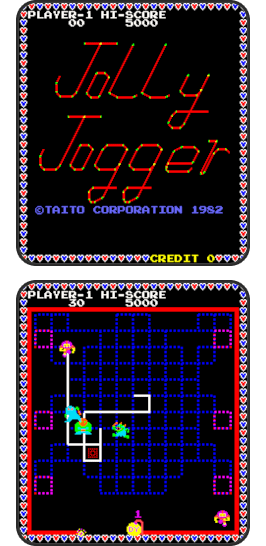 PLAYER-1 HI-SCORE
00 5000
Jolly
Jogger
©TAITO CORPORATION 1982
CREDIT 0
PLAYER-1 HI-SCORE
30 5000
1